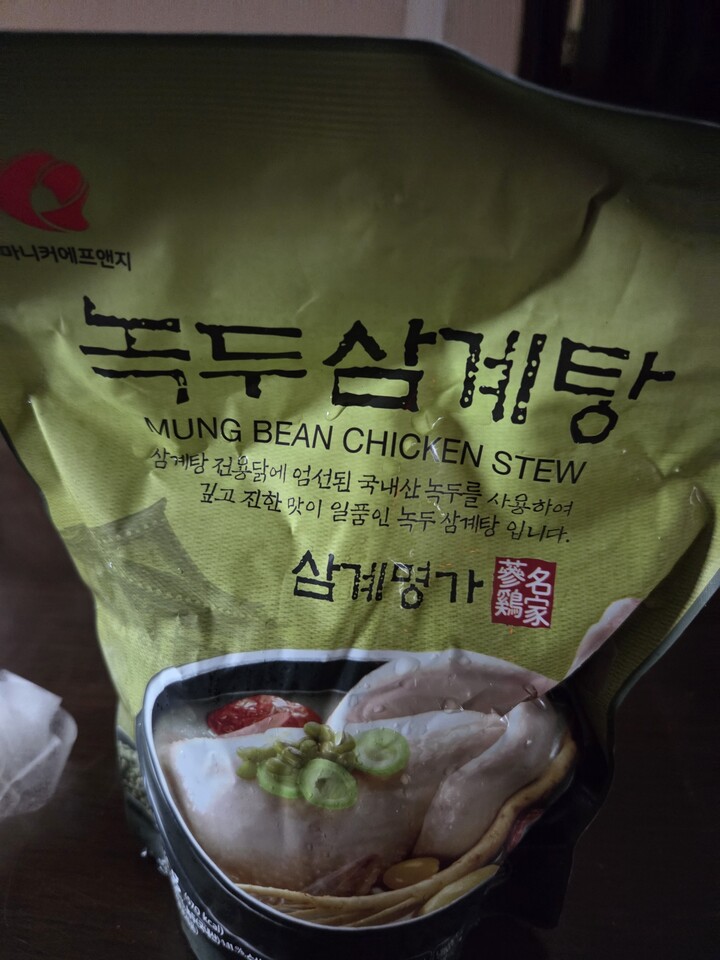 마니커에프앤지
녹두삼계탕
MUNG BEAN CHICKEN STEW
삼계탕 전용닭에 엄선된 국내산 녹두를 사용하여
깊고 진한 맛이 일품인 녹두 삼계탕 입니다.
삼계명가
名家
蔘鷄
kcal)